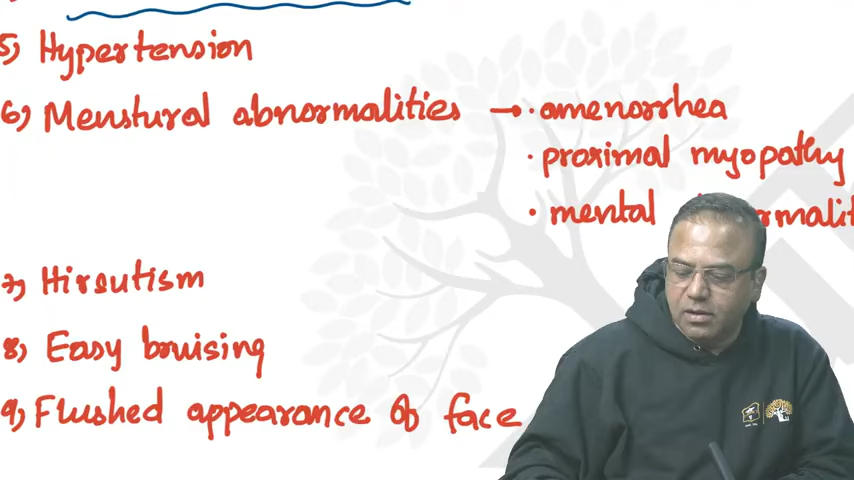 5) Hypertension
6) Menstural abnormalities → · amenorrhea
· proximal myopathy
· mental
7) Hirsutism
8) Easy bruising
9) Flushed appearance of face